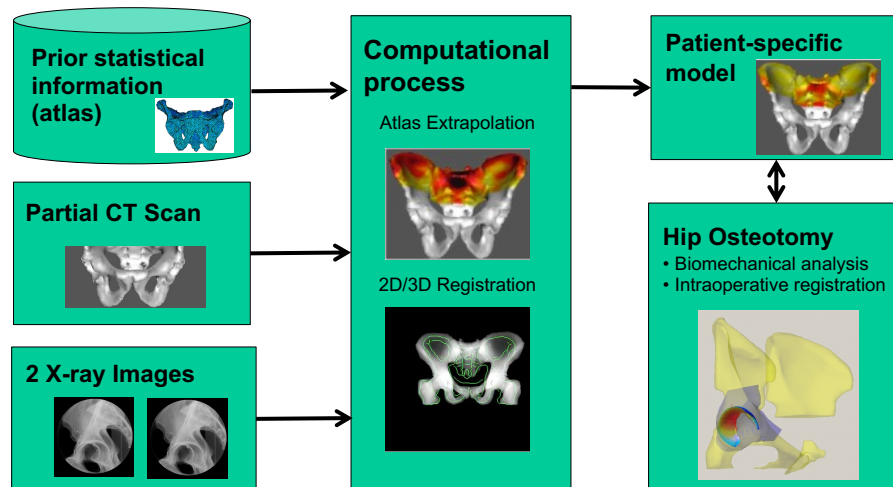 Prior statistical
information
(atlas)
Partial CT Scan
2 X-ray Images
Computational
process
Atlas Extrapolation
2D/3D Registration
Patient-specific
model
Hip Osteotomy
• Biomechanical analysis
• Intraoperative registration